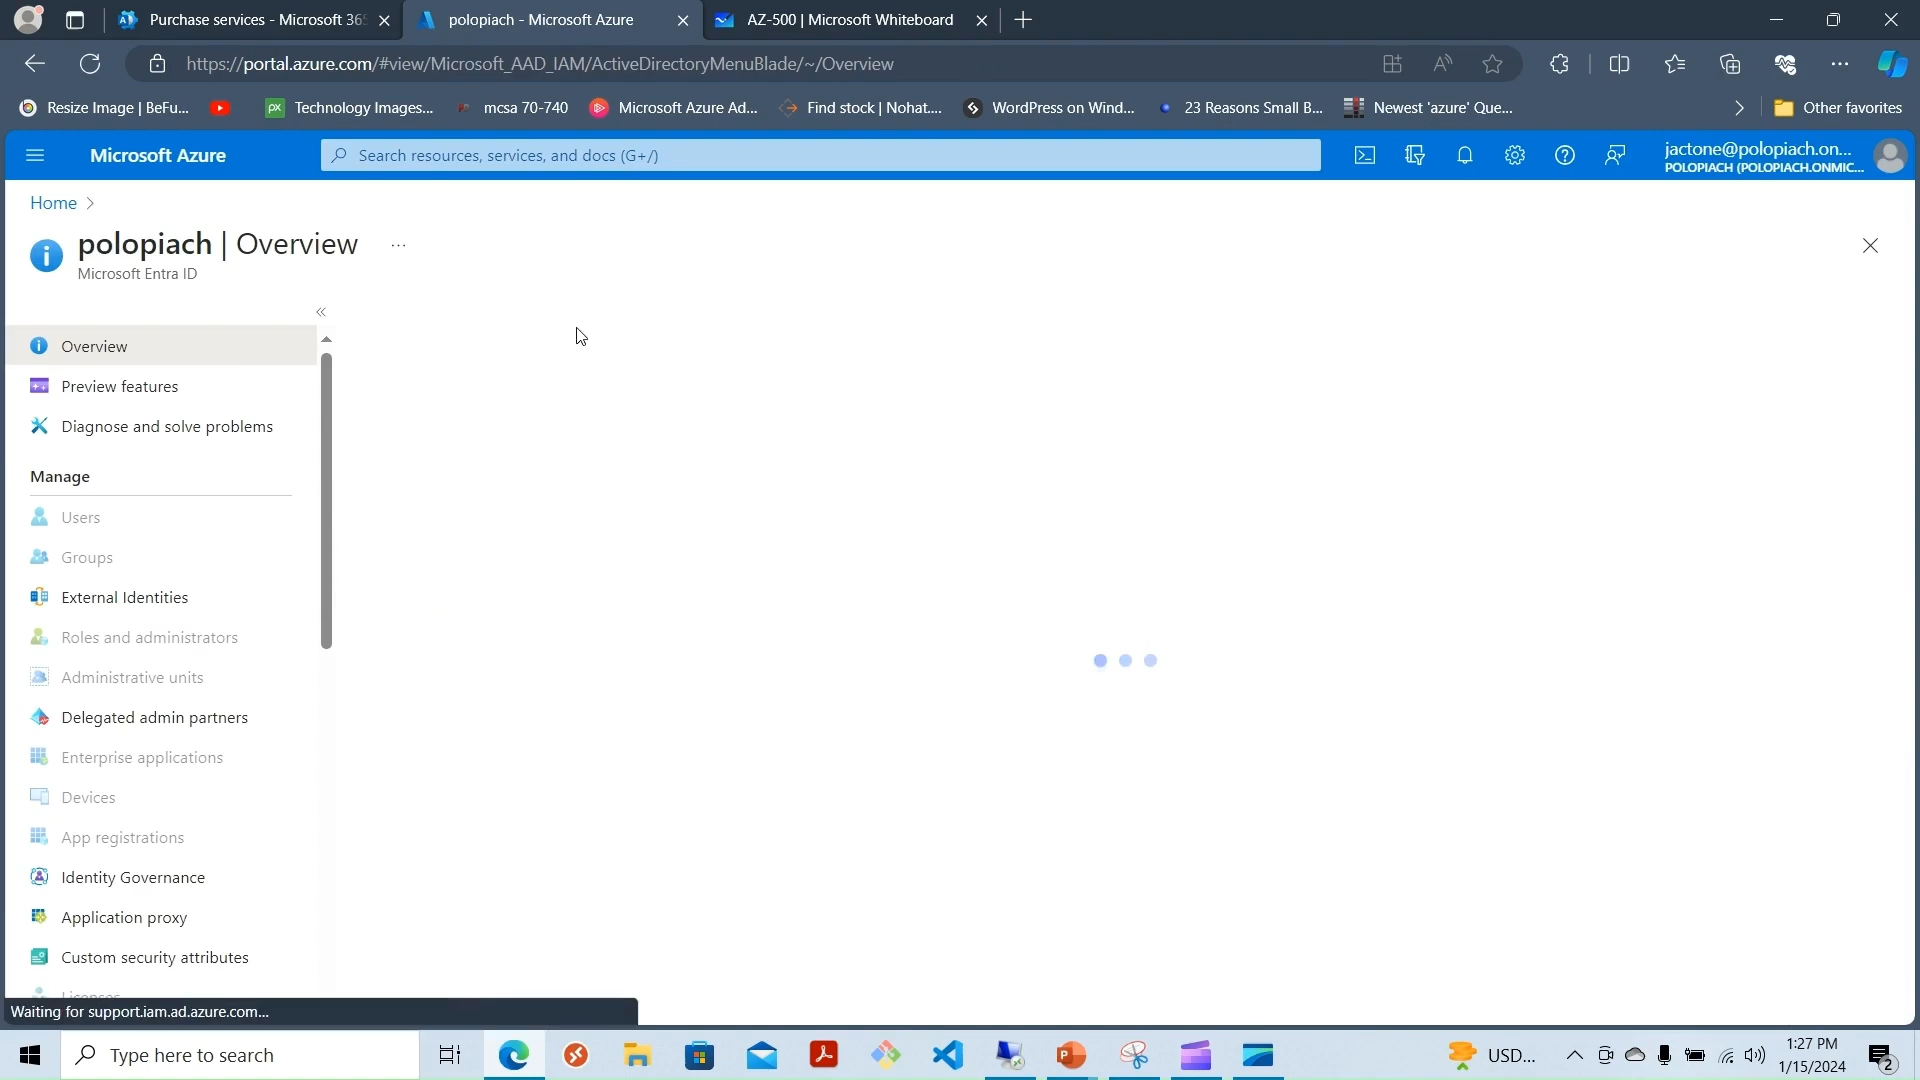 Purchase services - Microsoft 365
polopiach - Microsoft Azure
AZ-500 | Microsoft Whiteboard
https://portal.azure.com/#view/Microsoft_AAD_IAM/ActiveDirectoryMenuBlade/~/Overview
Resize Image | BeFu...
Technology Images...
mcsa 70-740
Microsoft Azure Ad...
Find stock | Nohat....
WordPress on Wind...
23 Reasons Small B...
Newest 'azure' Que...
Other favorites
Microsoft Azure
Search resources, services, and docs (G+/)
jactone@polopiach.on...
POLOPIACH (POLOPIACH.ONMIC...
Home
polopiach | Overview ...
Microsoft Entra ID
Overview
Preview features
Diagnose and solve problems
Manage
Users
Groups
External Identities
Roles and administrators
Administrative units
Delegated admin partners
Enterprise applications
Devices
App registrations
Identity Governance
Application proxy
Custom security attributes
Licenses
Waiting for support.iam.ad.azure.com...
Type here to search
USD...
1:27 PM
1/15/2024
2